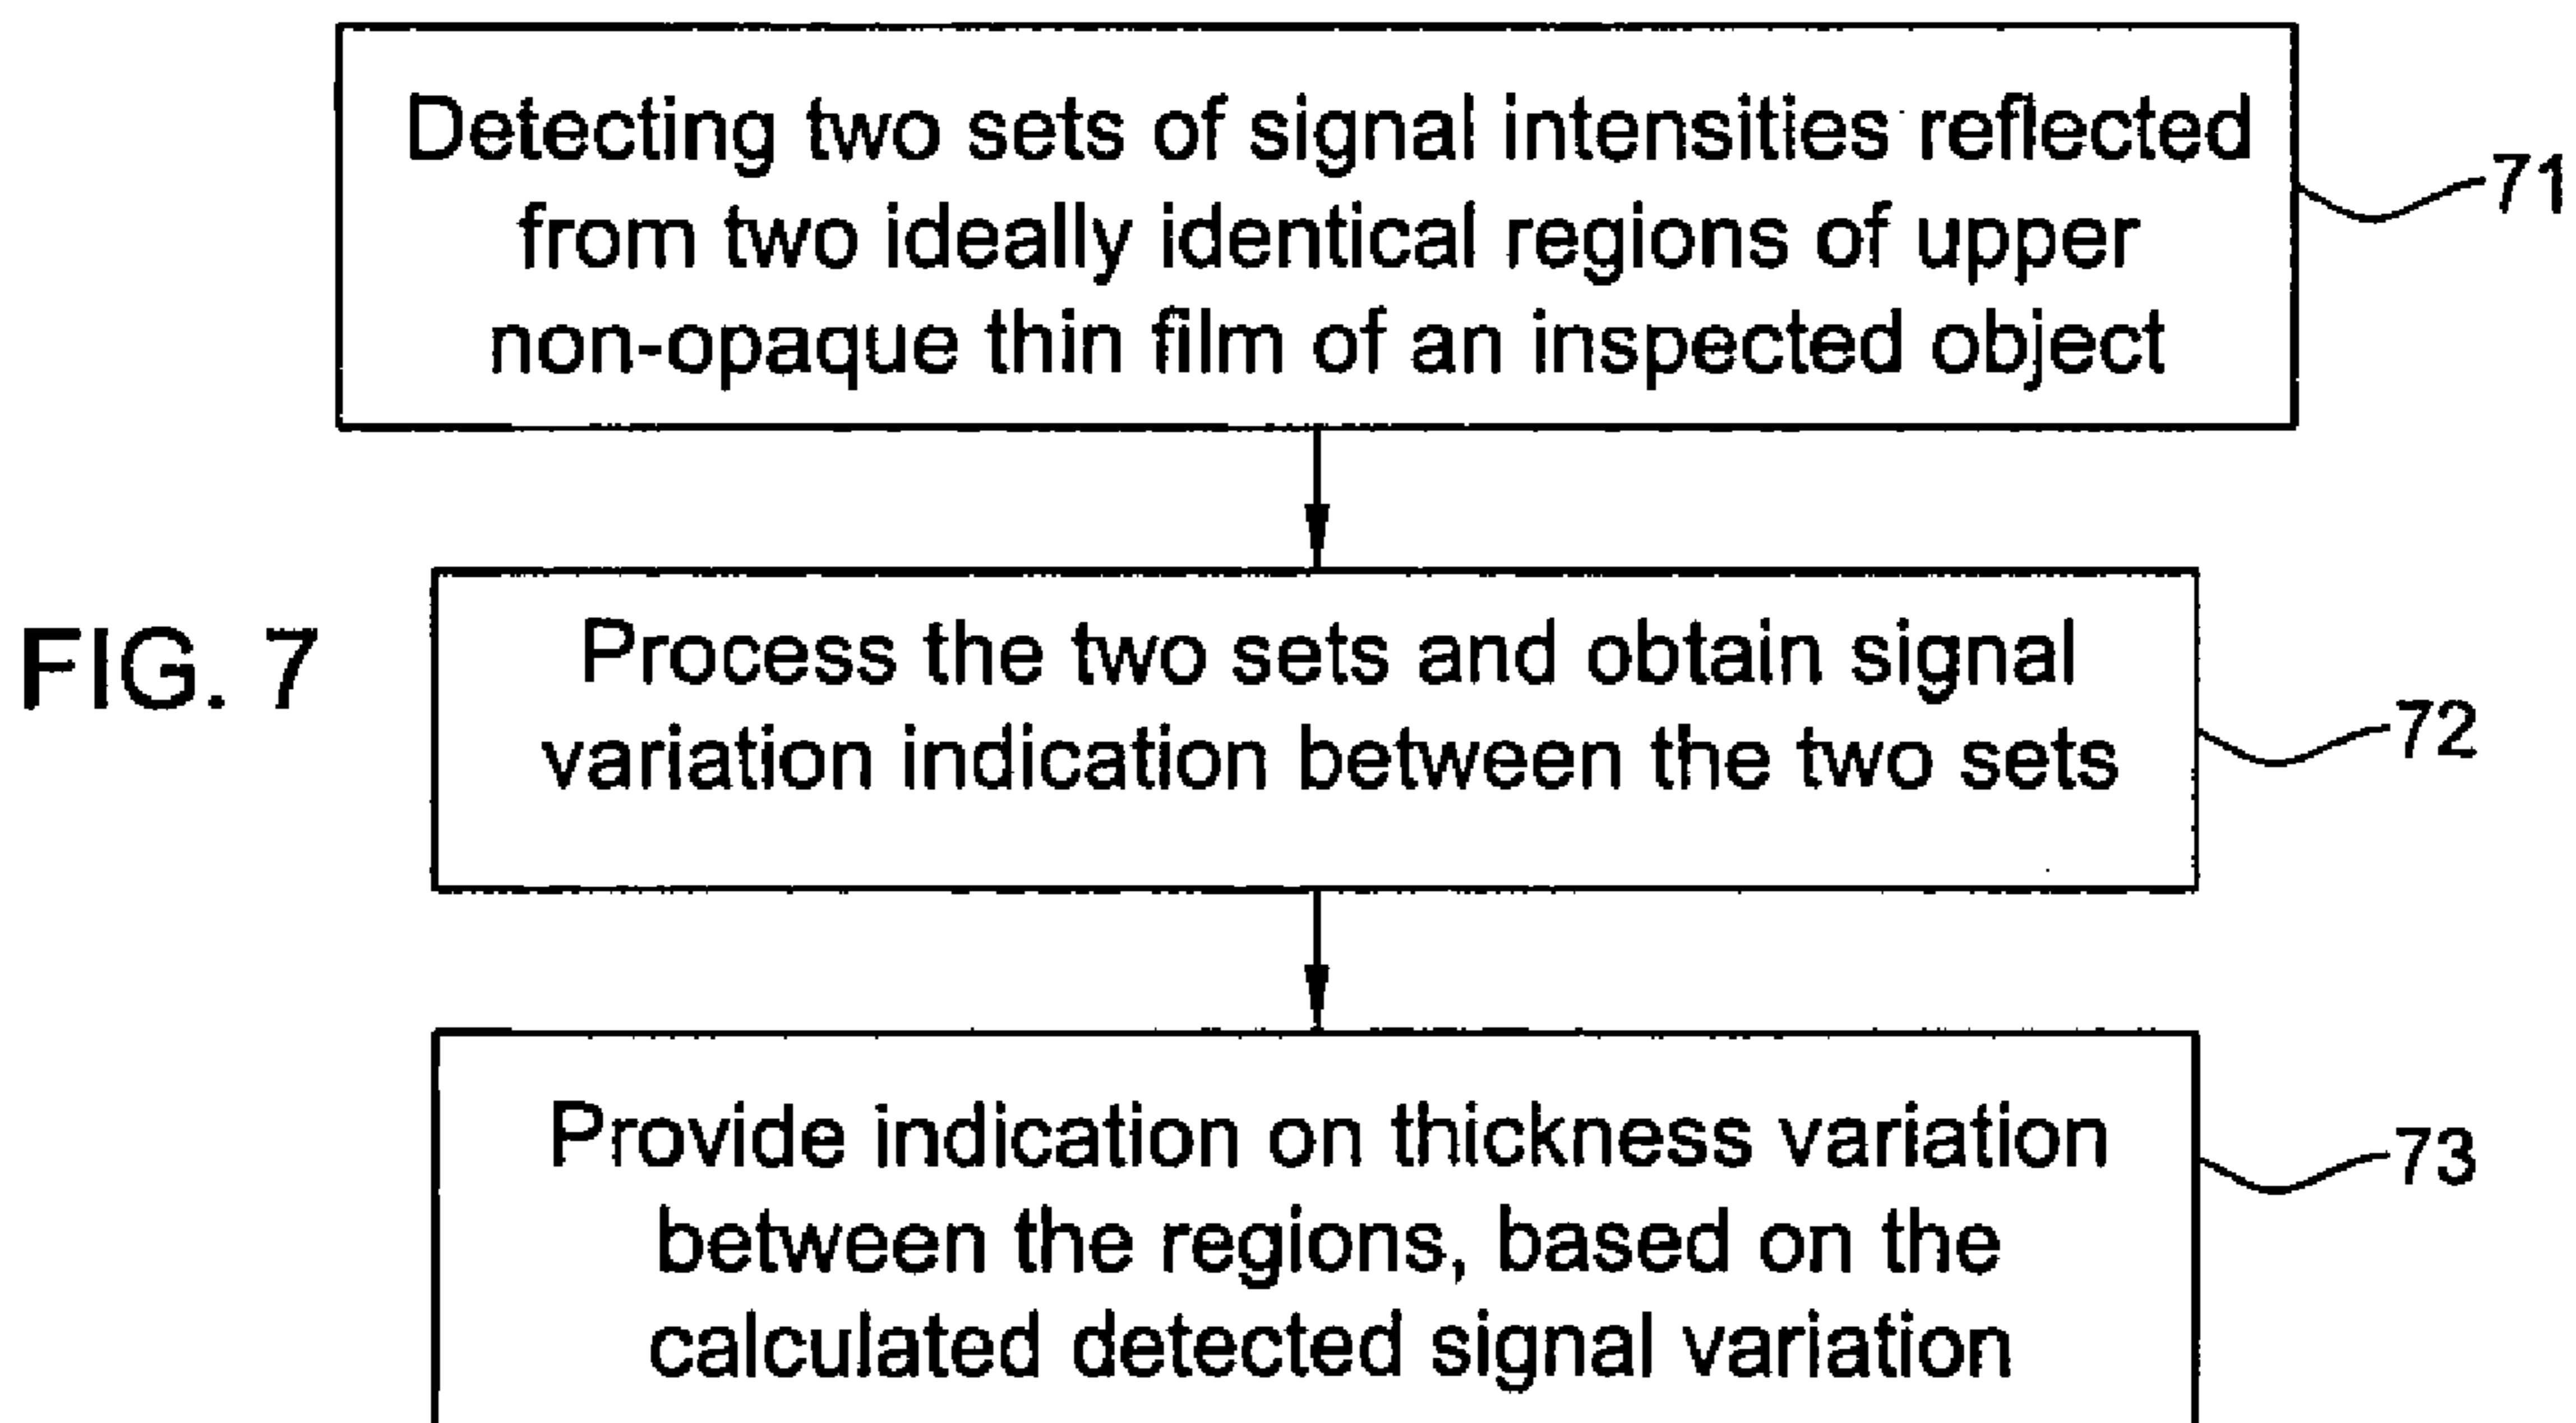 Detecting two sets of signal intensities reflected
from two ideally identical regions of upper
non-opaque thin film of an inspected object
71
FIG. 7
Process the two sets and obtain signal
variation indication between the two sets
72
Provide indication on thickness variation
between the regions, based on the
calculated detected signal variation
73